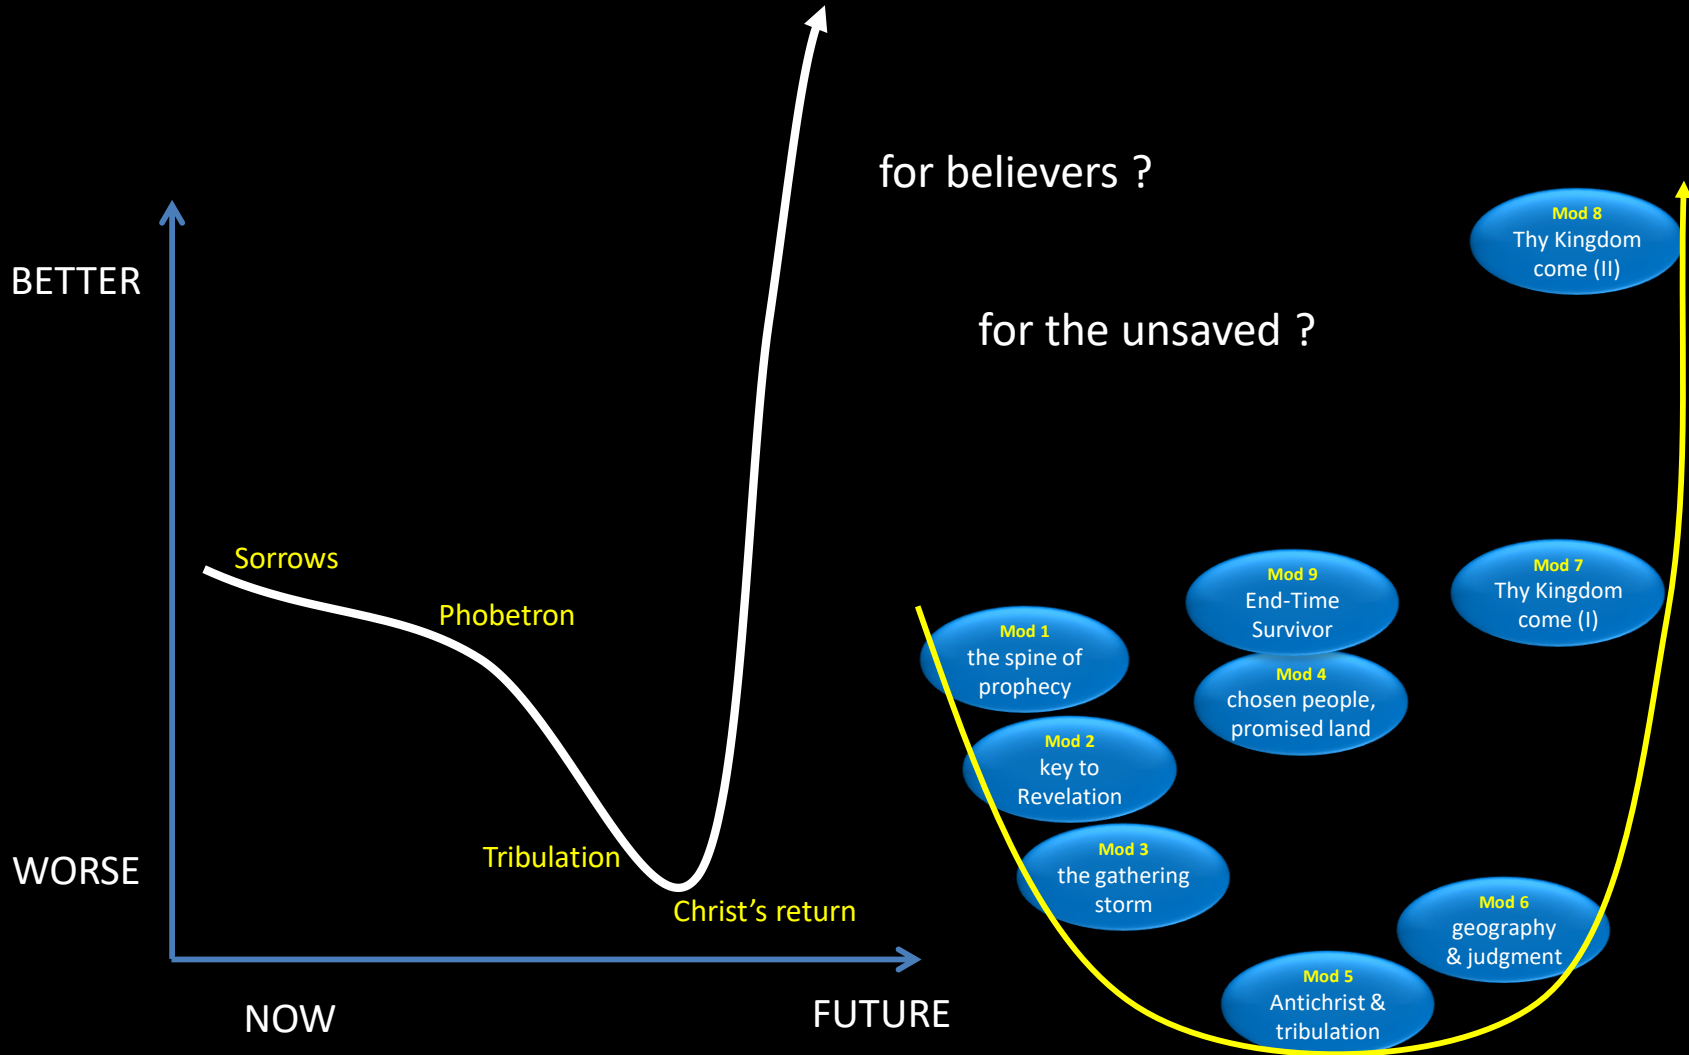 for believers ?
for the unsaved ?
BETTER
WORSE
NOW
FUTURE
Sorrows
Phobetron
Tribulation
Christ’s return
Mod 1
the spine of
prophecy
Mod 2
key to
Revelation
Mod 3
the gathering
storm
Mod 9
End-Time
Survivor
Mod 4
chosen people,
promised land
Mod 5
Antichrist &
tribulation
Mod 6
geography
& judgment
Mod 7
Thy Kingdom
come (I)
Mod 8
Thy Kingdom
come (II)